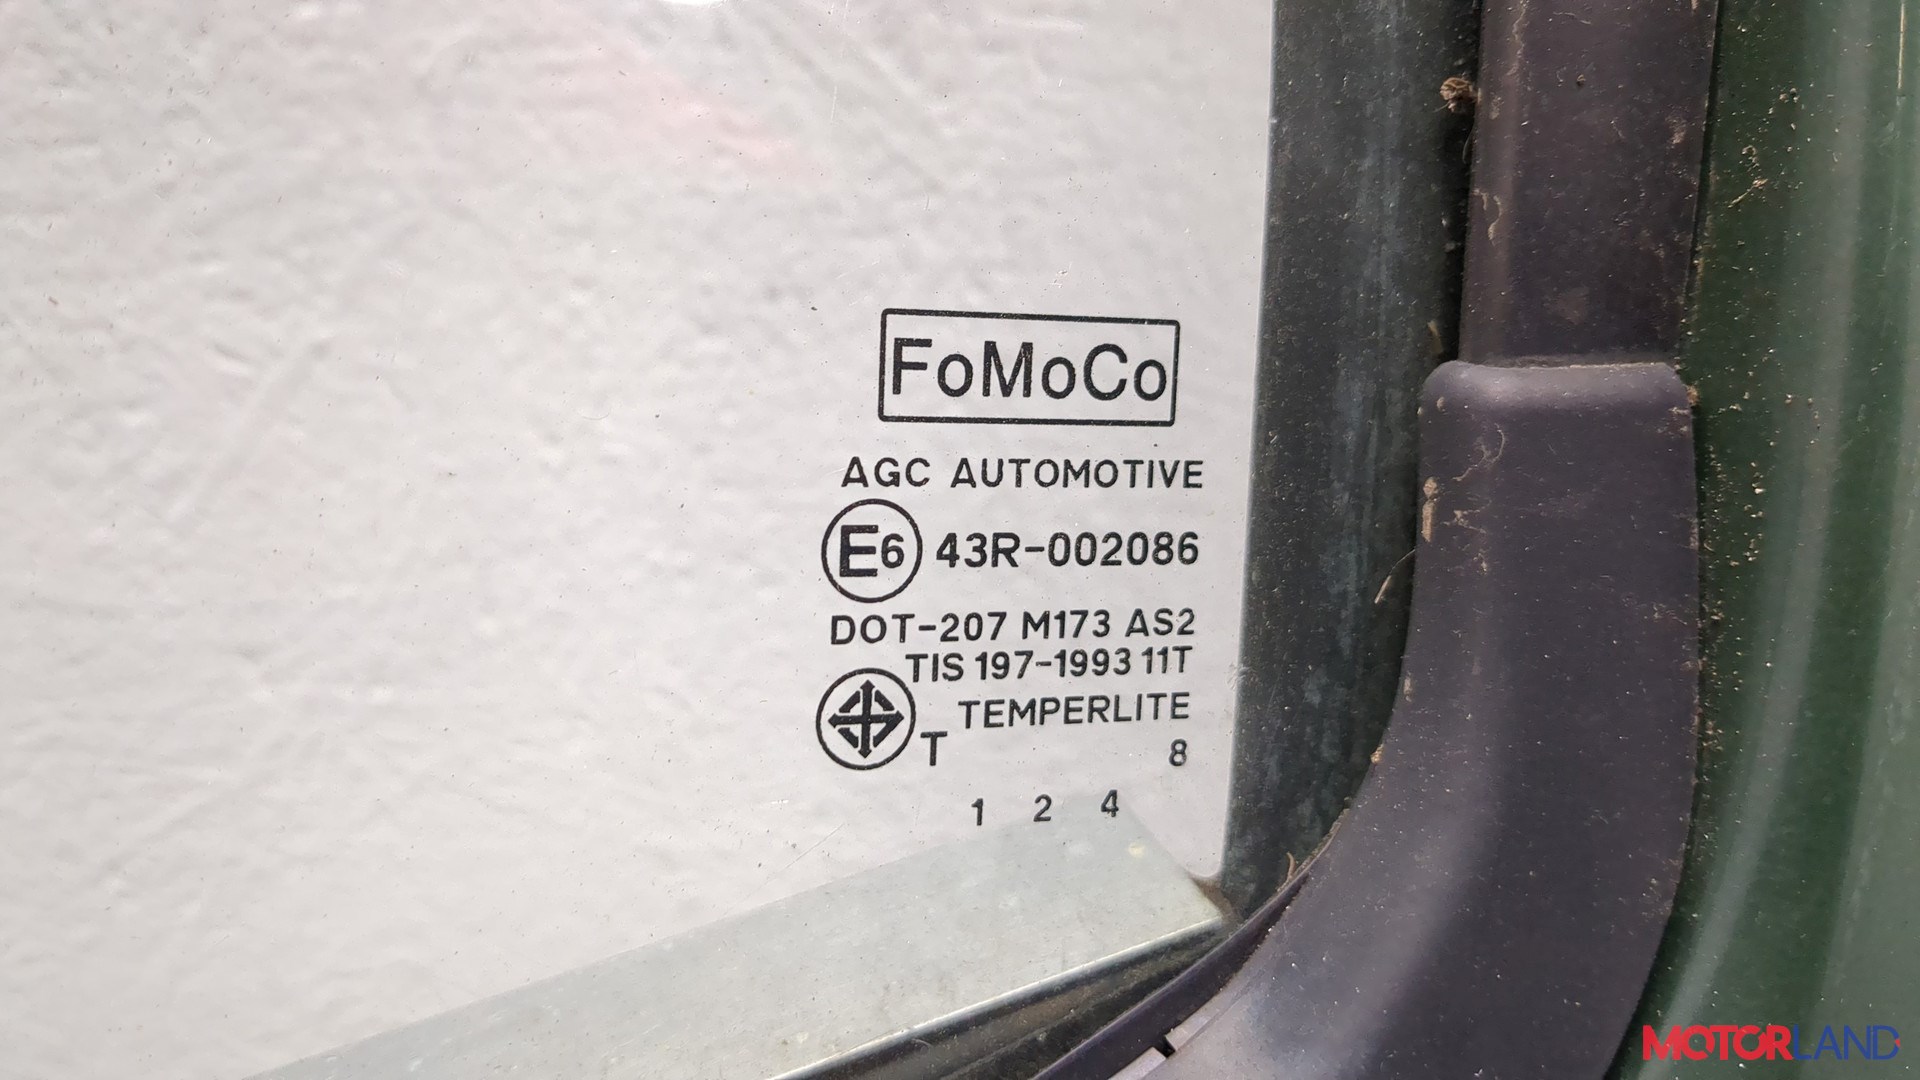 FoMoCo
AGC AUTOMOTIVE
E6 43R-002086
DOT-207 M173 AS2
TIS 197-1993 11T
TEMPERLITE
T 8
1 2 4
MOTORLAND